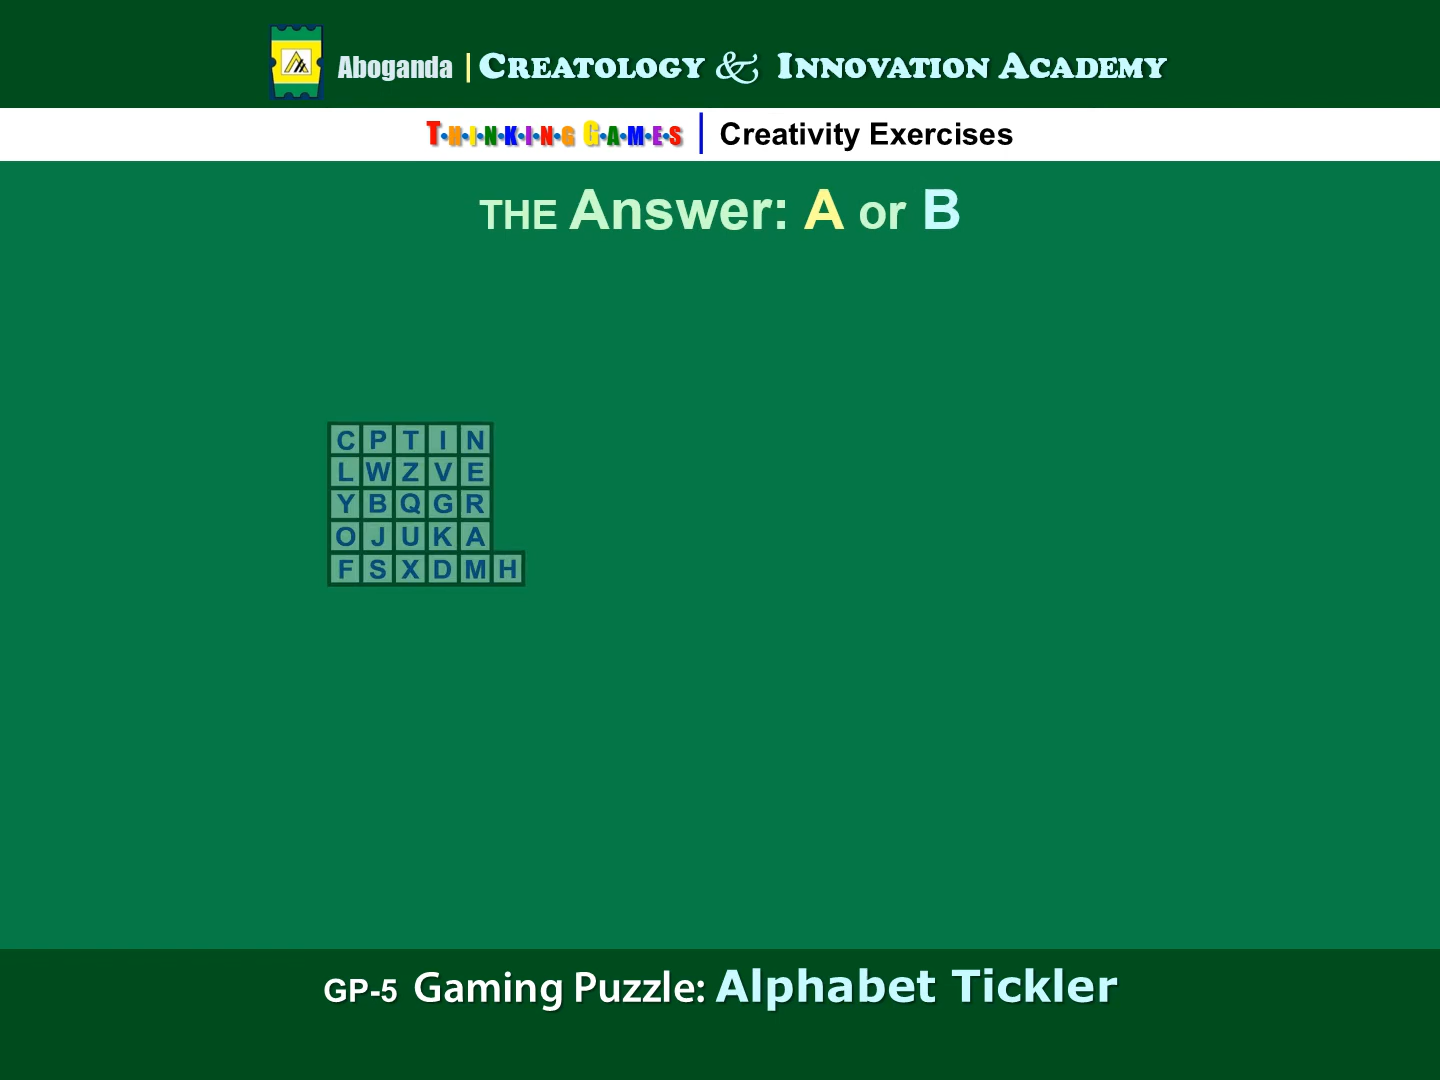 Aboganda | CREATOLOGY & INNOVATION ACADEMY
T•H•I•N•K•I•N•G G•A•M•E•S | Creativity Exercises
THE Answer: A or B
C P T I N
L W Z V E
Y B Q G R
O J U K A
F S X D M H
GP-5 Gaming Puzzle: Alphabet Tickler